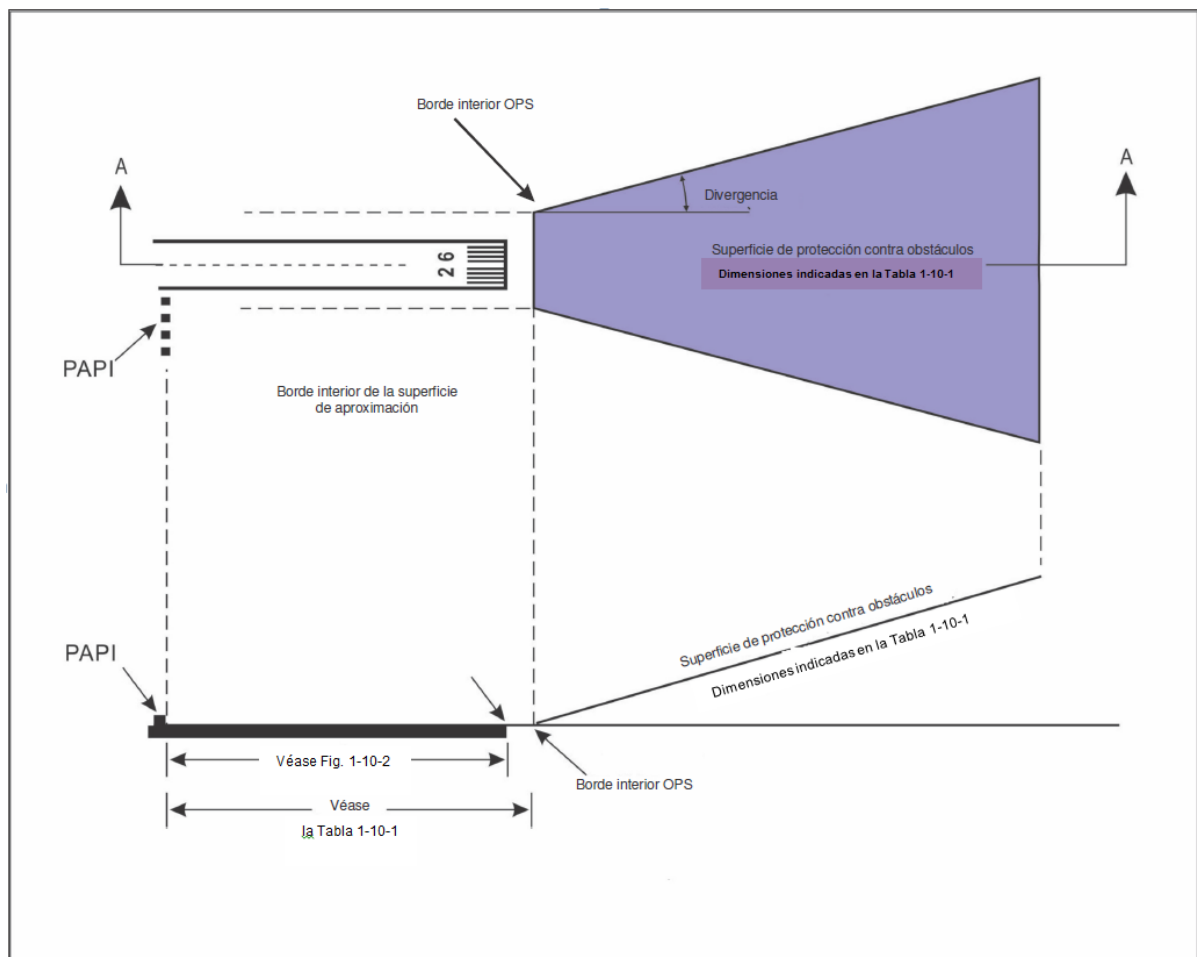 Borde interior OPS
A
A
Divergencia
Superficie de protección contra obstáculos
Dimensiones indicadas en la Tabla 1-10-1
26
PAPI
Borde interior de la superficie
de aproximación
Superficie de protección contra obstáculos
Dimensiones indicadas en la Tabla 1-10-1
PAPI
Véase Fig. 1-10-2
Borde interior OPS
Véase
la Tabla 1-10-1